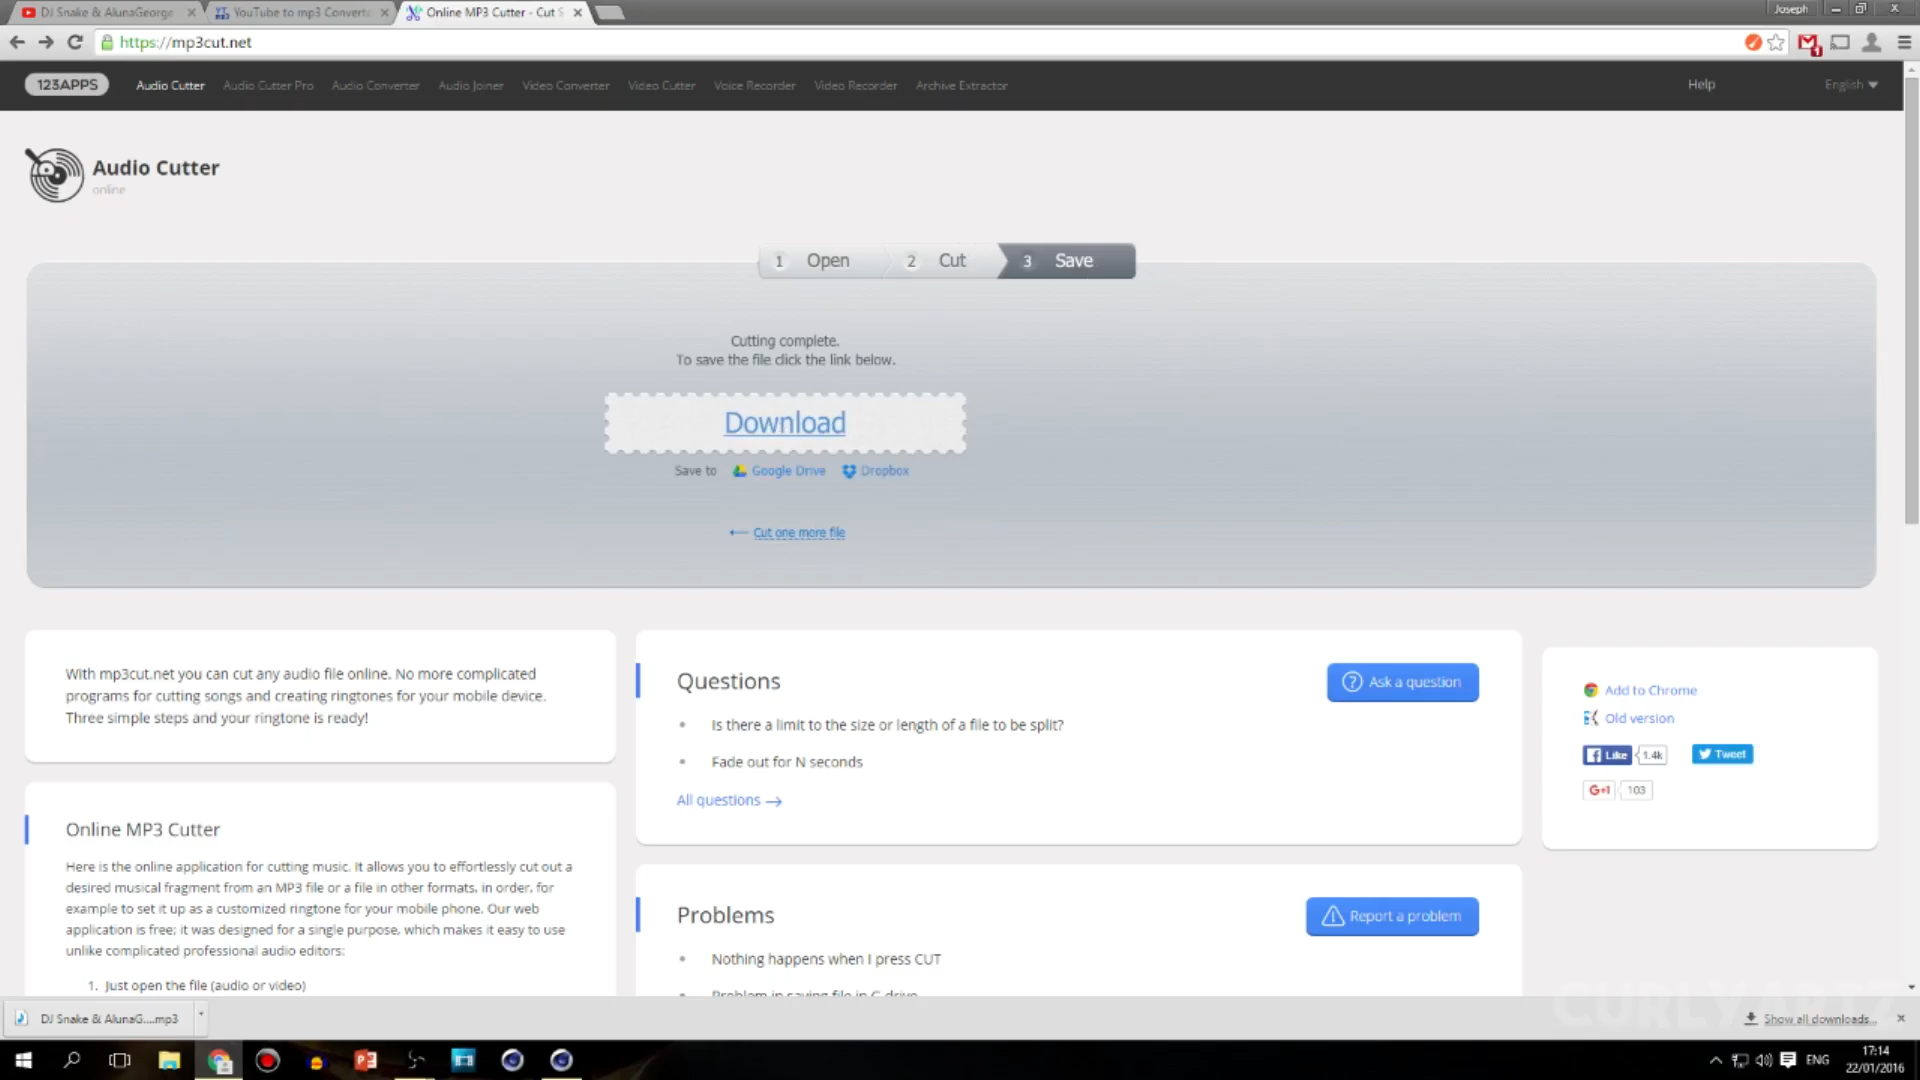 DJ Snake & AlunaGeorge
YouTube to mp3 Converte
Online MP3 Cutter - Cut S
Joseph
https://mp3cut.net
1
123APPS
Audio Cutter
Audio Cutter Pro
Audio Converter
Audio Joiner
Video Converter
Video Cutter
Voice Recorder
Video Recorder
Archive Extractor
Help
English
Audio Cutter
online
1 Open
2 Cut
3 Save
Cutting complete.
To save the file click the link below.
Download
Save to Google Drive Dropbox
Cut one more file
With mp3cut.net you can cut any audio file online. No more complicated
programs for cutting songs and creating ringtones for your mobile device.
Three simple steps and your ringtone is ready!
Online MP3 Cutter
Here is the online application for cutting music. It allows you to effortlessly cut out a
desired musical fragment from an MP3 file or a file in other formats, in order, for
example to set it up as a customized ringtone for your mobile phone. Our web
application is free; it was designed for a single purpose, which makes it easy to use
unlike complicated professional audio editors:
1. Just open the file (audio or video)
Questions
Ask a question
Is there a limit to the size or length of a file to be split?
Fade out for N seconds
All questions
Problems
Report a problem
Nothing happens when I press CUT
Problem in saving file in G drive
Add to Chrome
Old version
Like 1.4k
Tweet
G+1 103
DJ Snake & AlunaG....mp3
Show all downloads...
ENG
17:14
22/01/2016